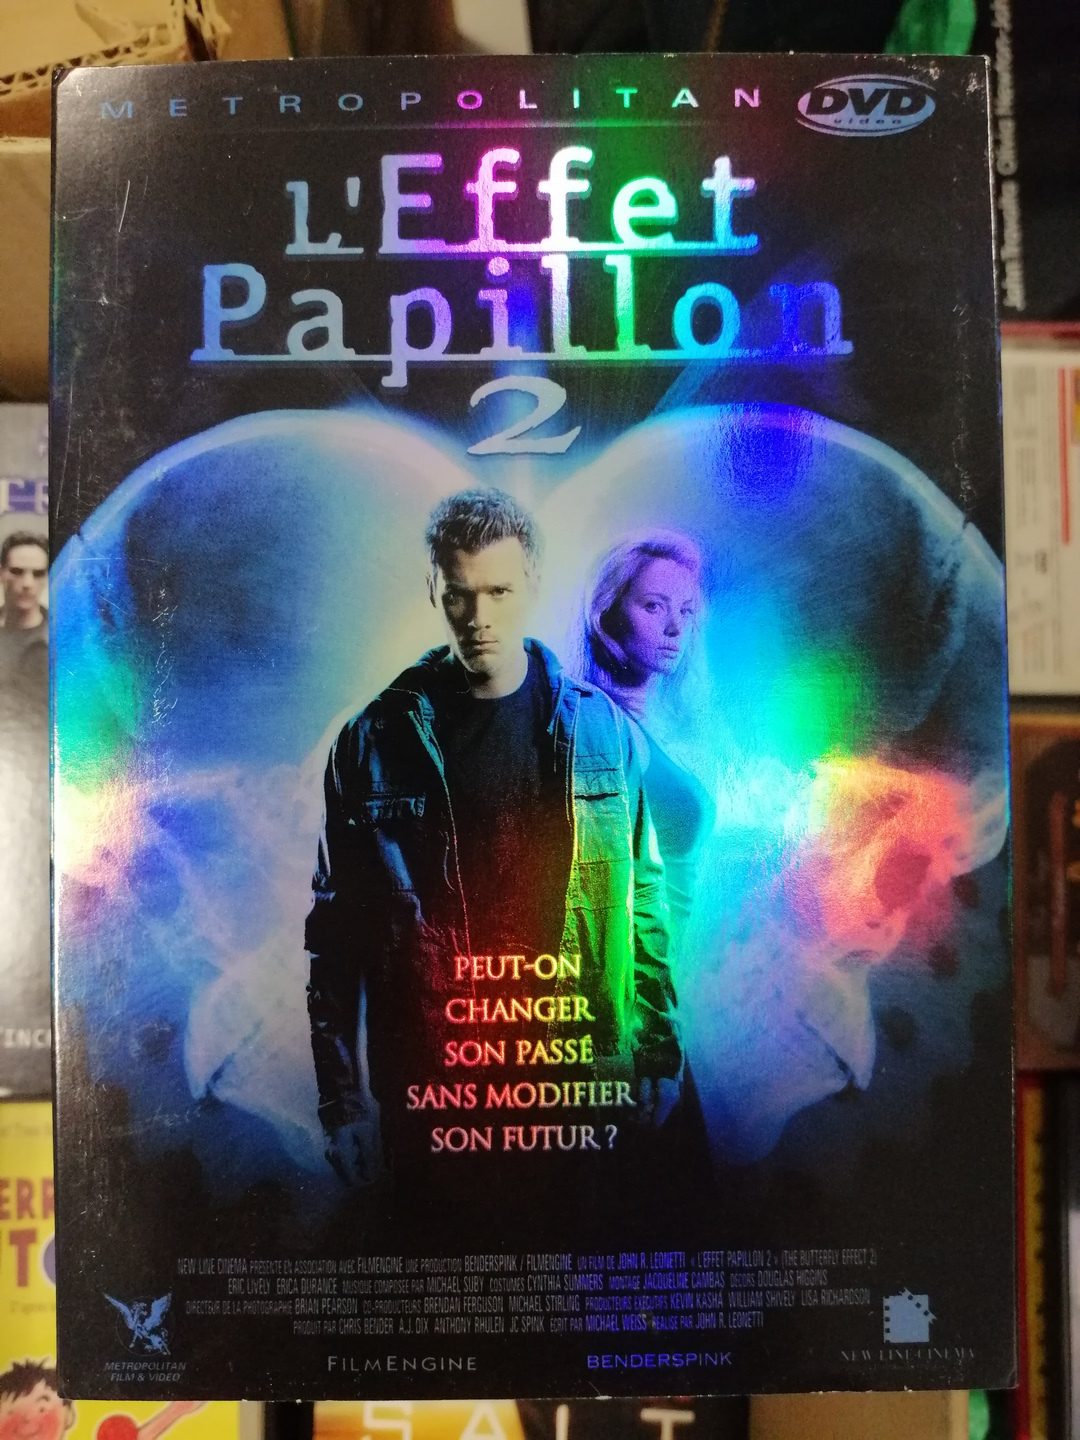 METROPOLITAN
DVD
video
L'Effet
Papillon
2
PEUT-ON
CHANGER
SON PASSÉ
SANS MODIFIER
SON FUTUR ?
NEW LINE CINEMA PRÉSENTE EN ASSOCIATION AVEC FILMENGINE UNE PRODUCTION BENDERSPINK / FILMENGINE UN FILM DE JOHN R. LEONETTI « L'EFFET PAPILLON 2 » (THE BUTTERFLY EFFECT 2)
ERIC LIVELY ERICA DURANCE MUSIQUE COMPOSÉE PAR MICHAEL SUBY COSTUMES CYNTHIA SUMMERS MONTAGE JACQUELINE CAMBAS DÉCORS DOUGLAS HIGGINS
DIRECTEUR DE LA PHOTOGRAPHIE BRIAN PEARSON CO-PRODUCTEURS BRENDAN FERGUSON MICHAEL STIRLING PRODUCTEURS EXÉCUTIFS KEVIN KASHA WILLIAM SHIVELY LISA RICHARDSON
PRODUIT PAR CHRIS BENDER A.J. DIX ANTHONY RHULEN JC SPINK ÉCRIT PAR MICHAEL WEISS RÉALISÉ PAR JOHN R. LEONETTI
METROPOLITAN
FILM & VIDEO
FILMENGINE
BENDERSPINK
NEW LINE CINEMA
SALT